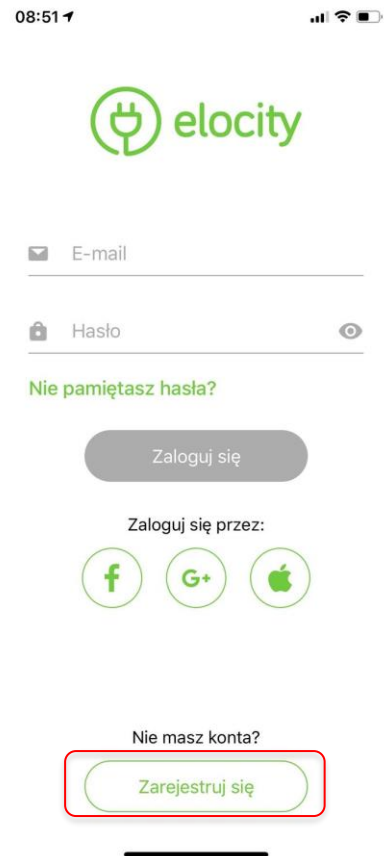 08:51
elocity
E-mail
Hasło
Nie pamiętasz hasła?
Zaloguj się
Zaloguj się przez:
f G+
Nie masz konta?
Zarejestruj się